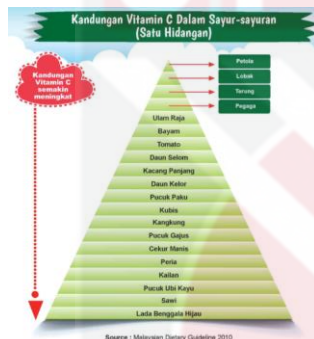 Kandungan Vitamin C Dalam Sayur-sayuran
(Satu Hidangan)
Kandungan
Vitamin C
semakin
meningkat
Petola
Lobak
Terung
Pegaga
Ulam Raja
Bayam
Tomato
Daun Selom
Kacang Panjang
Daun Kelor
Pucuk Paku
Kubis
Kangkung
Pucuk Gajus
Cekur Manis
Peria
Kailan
Pucuk Ubi Kayu
Sawi
Lada Benggala Hijau
Source : Malaysian Dietary Guideline 2010